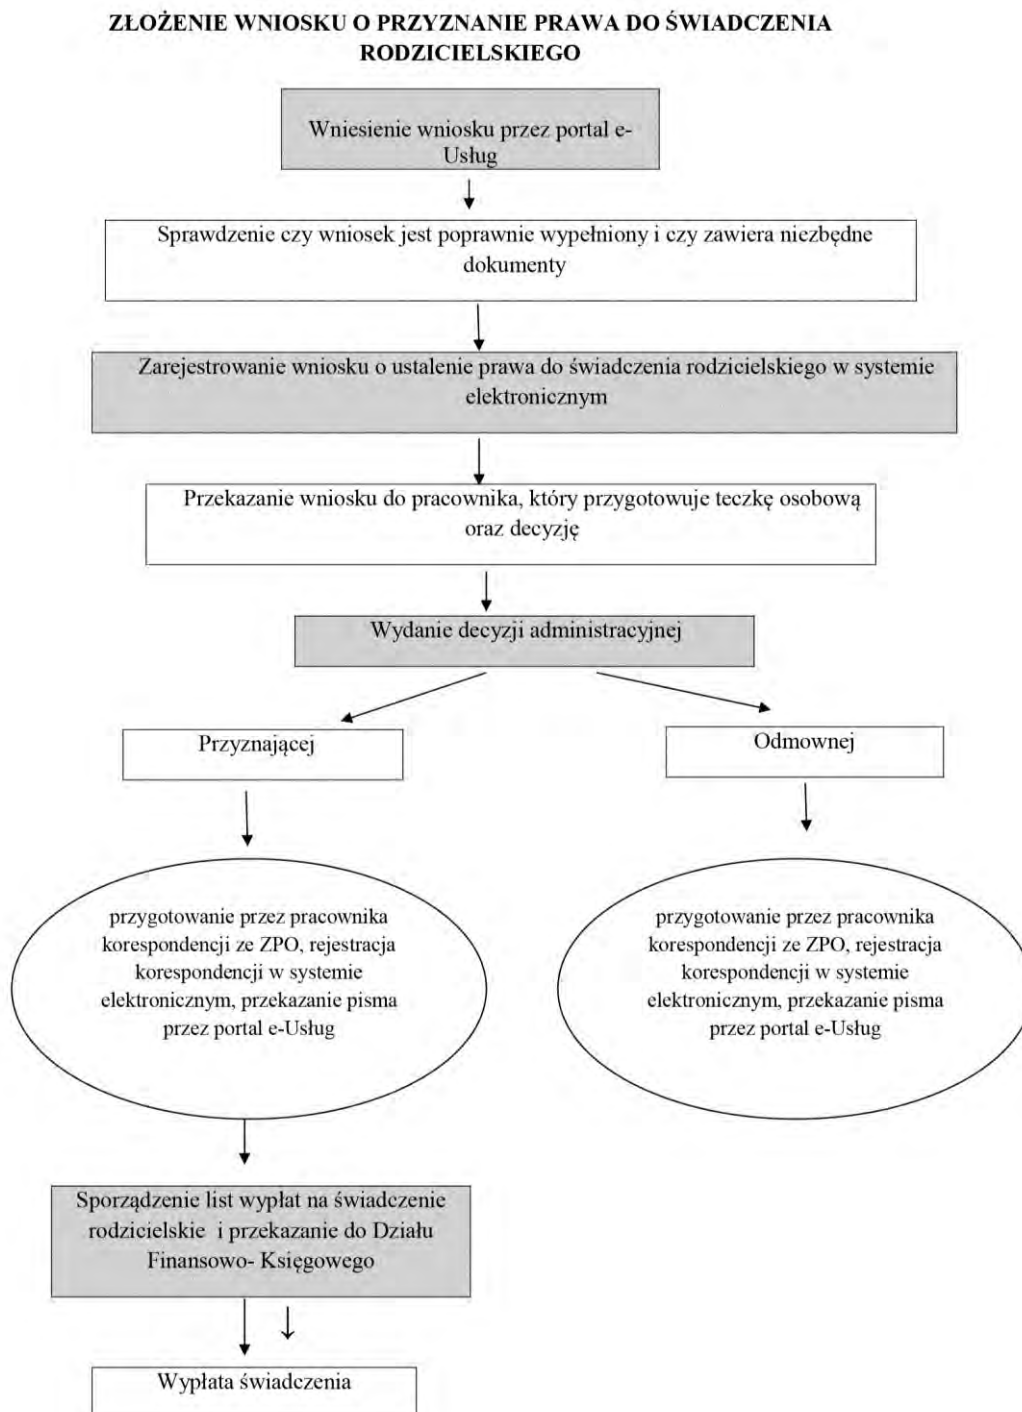 ZŁOŻENIE WNIOSKU O PRZYZNANIE PRAWA DO ŚWIADCZENIA
RODZICIELSKIEGO
Wniesienie wniosku przez portal e-
Usług
Sprawdzenie czy wniosek jest poprawnie wypełniony i czy zawiera niezbędne
dokumenty
Zarejestrowanie wniosku o ustalenie prawa do świadczenia rodzicielskiego w systemie
elektronicznym
Przekazanie wniosku do pracownika, który przygotowuje teczkę osobową
oraz decyzję
Wydanie decyzji administracyjnej
Przyznającej
Odmownej
przygotowanie przez pracownika
korespondencji ze ZPO, rejestracja
korespondencji w systemie
elektronicznym, przekazanie pisma
przez portal e-Usług
przygotowanie przez pracownika
korespondencji ze ZPO, rejestracja
korespondencji w systemie
elektronicznym, przekazanie pisma
przez portal e-Usług
Sporządzenie list wypłat na świadczenie
rodzicielskie i przekazanie do Działu
Finansowo- Księgowego
Wypłata świadczenia